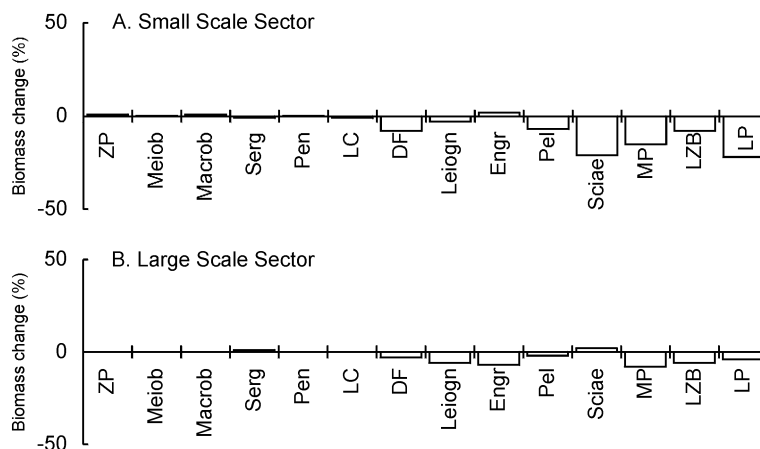 A. Small Scale Sector
Biomass change (%)
50
0
-50
ZP
Meiob
Macrob
Serg
Pen
LC
DF
Leiogn
Engr
Pel
Sciae
MP
LZB
LP
B. Large Scale Sector
Biomass change (%)
50
0
-50
ZP
Meiob
Macrob
Serg
Pen
LC
DF
Leiogn
Engr
Pel
Sciae
MP
LZB
LP